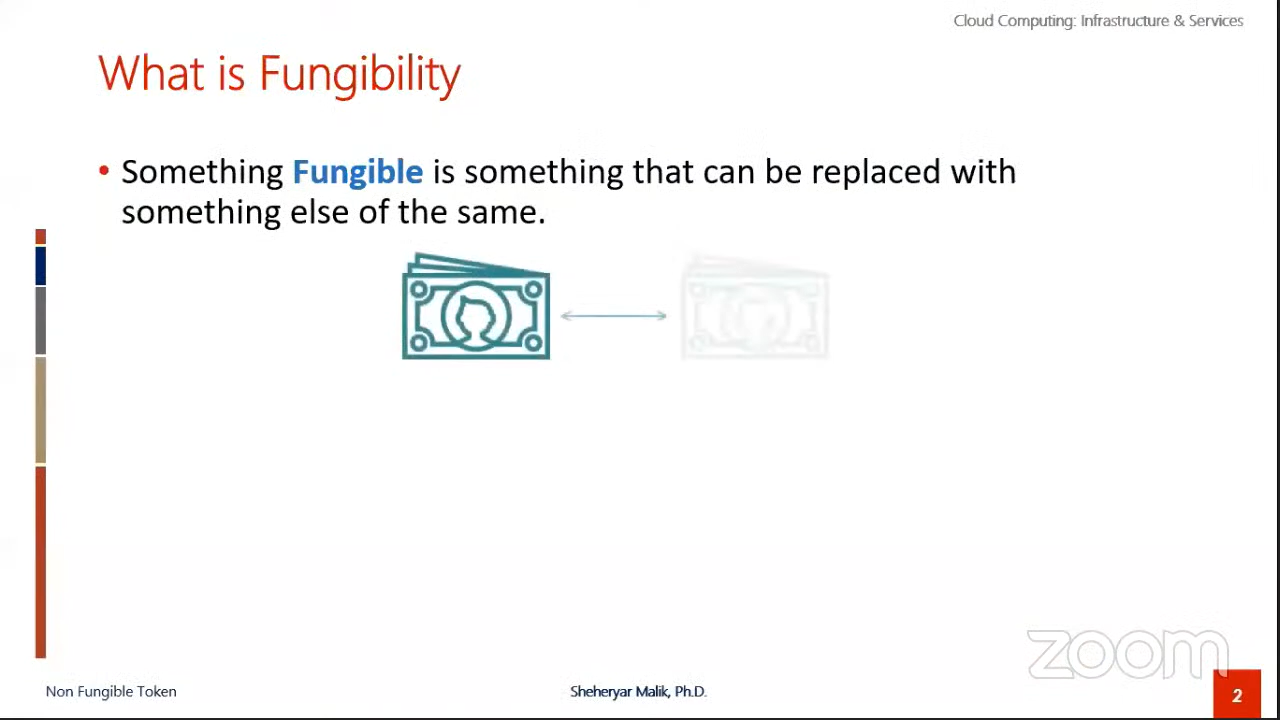 Cloud Computing: Infrastructure & Services
What is Fungibility
• Something Fungible is something that can be replaced with
something else of the same.
zoom
Non Fungible Token
Sheheryar Malik, Ph.D.
2